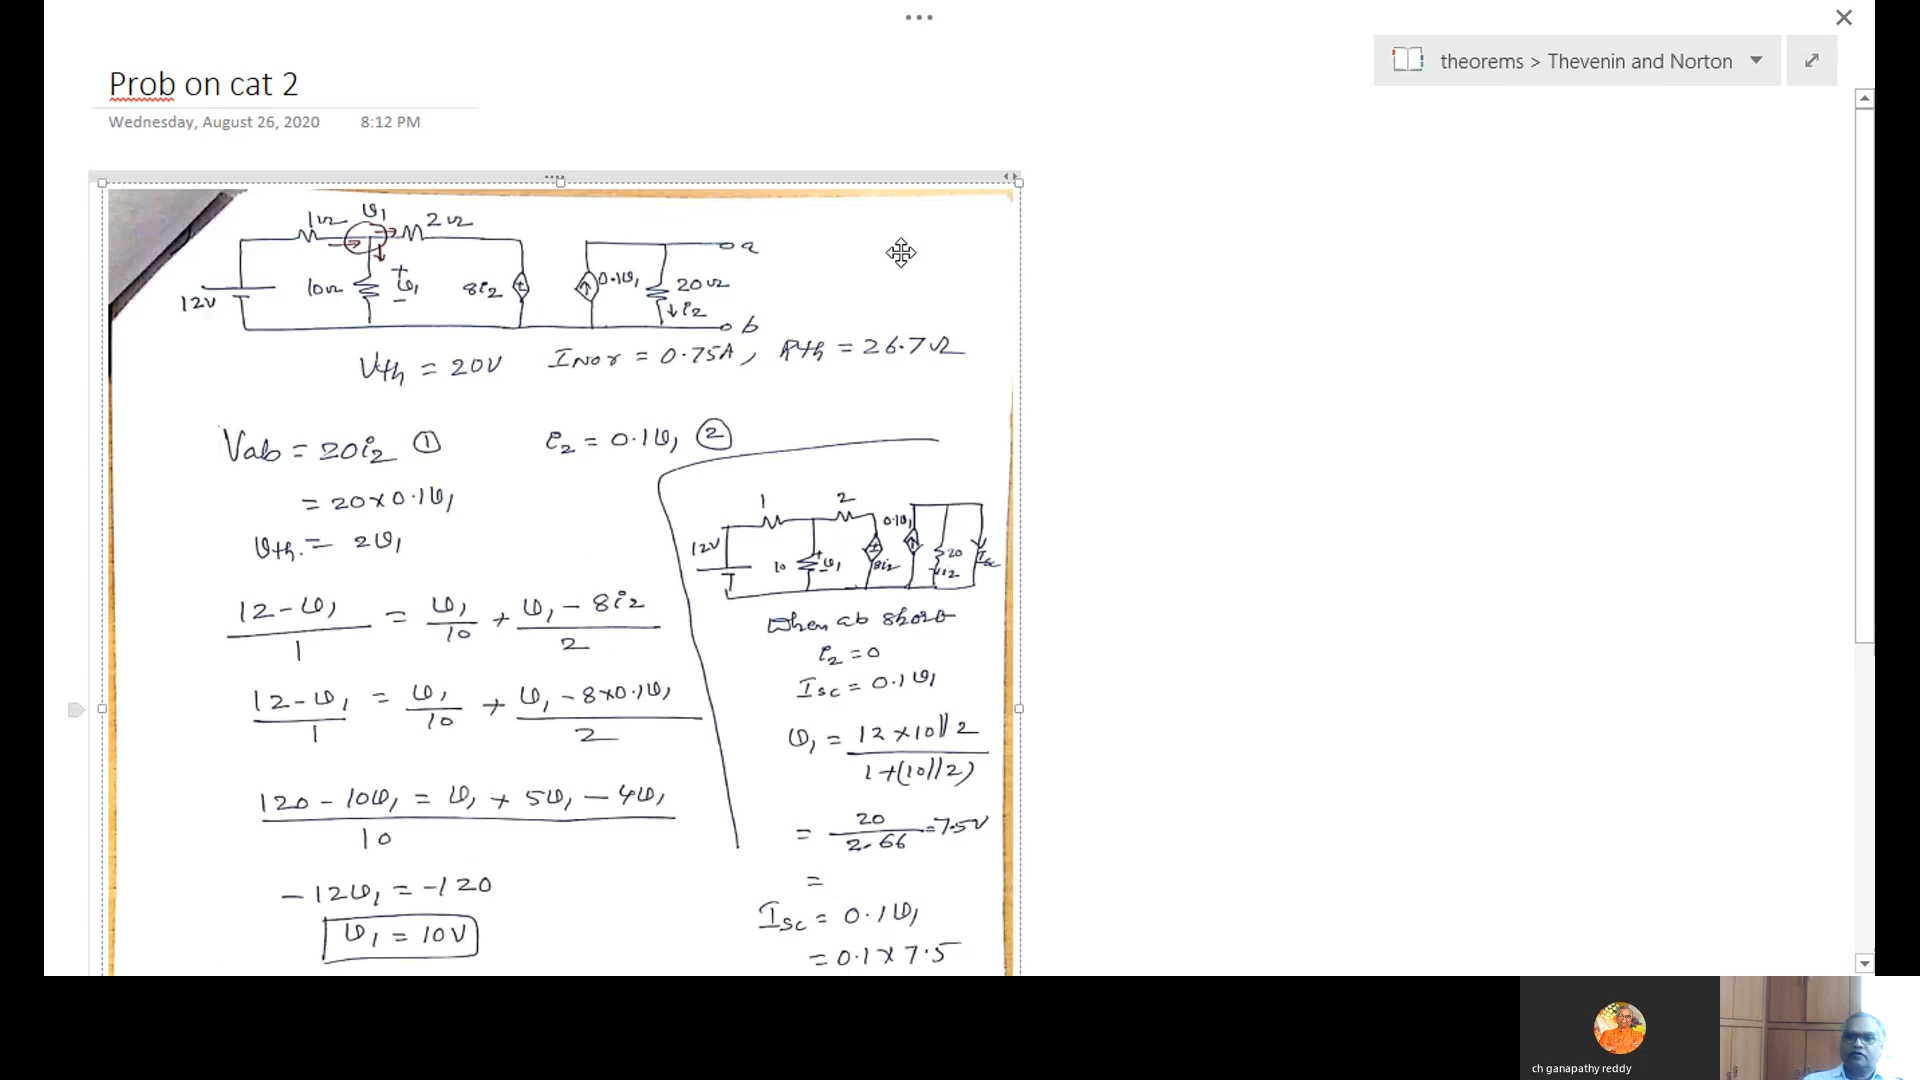 theorems > Thevenin and Norton
Prob on cat 2
Wednesday, August 26, 2020 8:12 PM
1Ω v₁ 2Ω
12V 10Ω + v₁ − 8i₂ 0.1v₁ 20Ω ↓i₂ a b
Vth = 20V INor = 0.75A, Rth = 26.7Ω
Vab = 20i₂ ① i₂ = 0.1v₁ ②
= 20×0.1v₁
Vth. = 2v₁
(12-v₁)/1 = v₁/10 + (v₁-8i₂)/2
(12-v₁)/1 = v₁/10 + (v₁-8×0.1v₁)/2
(120-10v₁ = v₁+5v₁-4v₁)/10
-12v₁ = -120
v₁ = 10V
1 2
12V 10 + v₁ − 8i₂ 0.1v₁ 20 i₂ Isc
When ab short
i₂ = 0
Isc = 0.1v₁
v₁ = (12×10||2)/(1+(10||2))
= 20/2.66 = 7.5V
=
Isc = 0.1v₁
= 0.1×7.5
ch ganapathy reddy